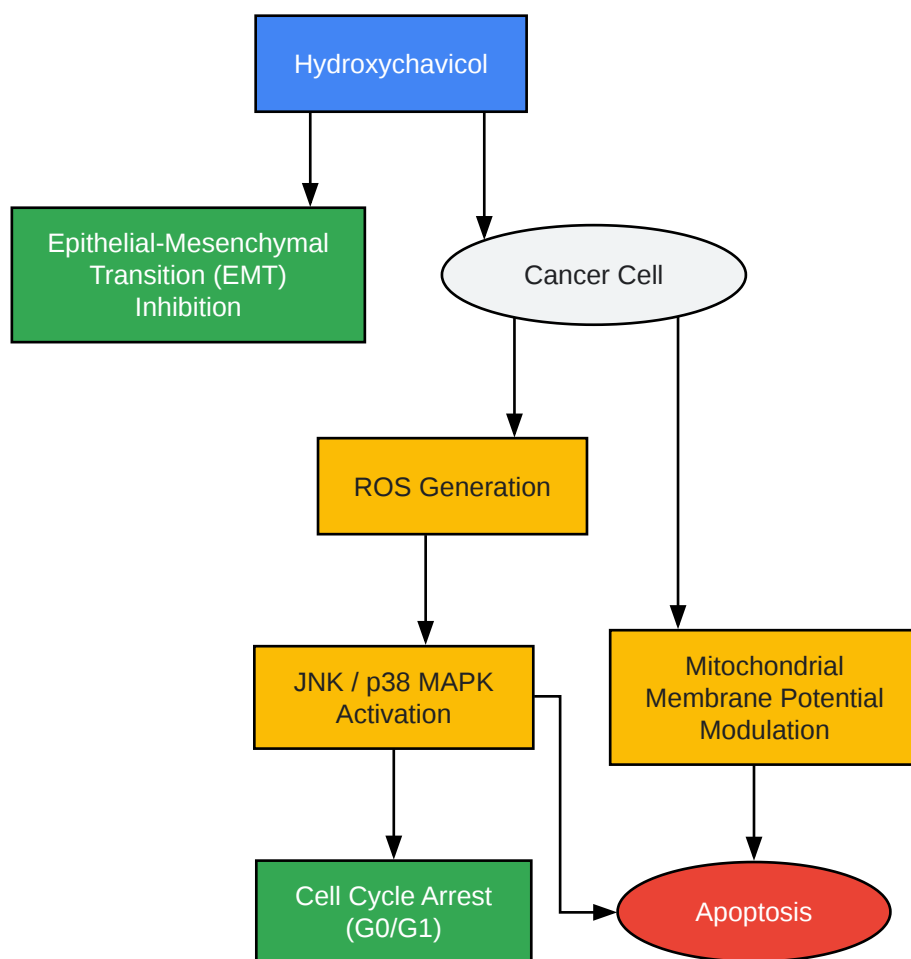 Hydroxychavicol
Epithelial-Mesenchymal
Transition (EMT)
Inhibition
Cancer Cell
ROS Generation
JNK / p38 MAPK
Activation
Mitochondrial
Membrane Potential
Modulation
Cell Cycle Arrest
(G0/G1)
Apoptosis